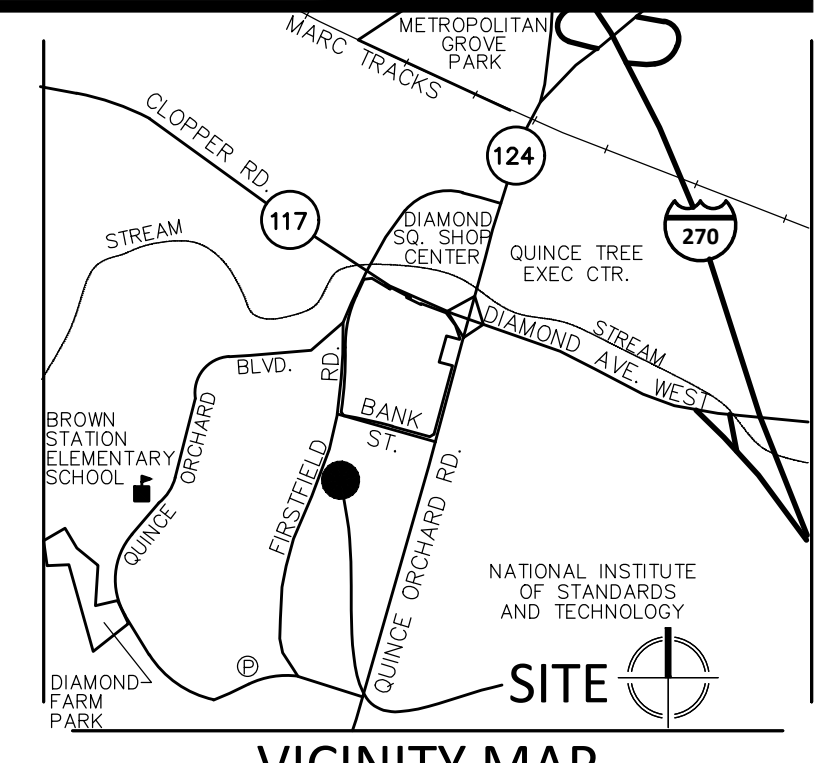 MARC TRACKS
METROPOLITAN
GROVE
PARK
CLOPPER RD.
124
117
270
STREAM
DIAMOND
SQ. SHOP
CENTER
QUINCE TREE
EXEC CTR.
DIAMOND AVE. WEST
STREAM
BLVD.
RD.
BANK
ST.
BROWN
STATION
ELEMENTARY
SCHOOL
QUINCE ORCHARD
FIRSTFIELD
QUINCE ORCHARD RD.
NATIONAL INSTITUTE
OF STANDARDS
AND TECHNOLOGY
P
SITE
DIAMOND
FARM
PARK
VICINITY MAP